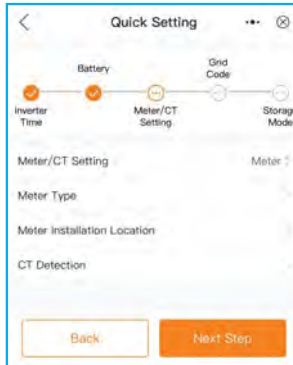 Quick Setting
Battery
Grid
Code
Inverter
Time
Meter/CT
Setting
Storage
Mode
Meter/CT Setting
Meter
Meter Type
Meter Installation Location
CT Detection
Back
Next Step